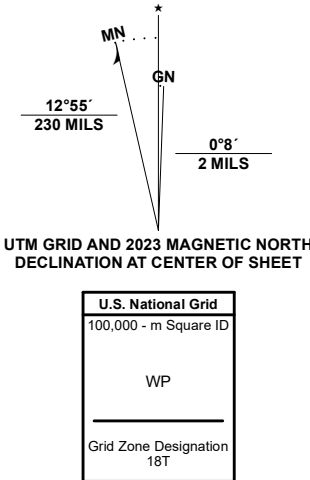 ★
MN
GN
12°55´
230 MILS
0°8´
2 MILS
UTM GRID AND 2023 MAGNETIC NORTH
DECLINATION AT CENTER OF SHEET
U.S. National Grid
100,000 - m Square ID
WP
Grid Zone Designation
18T